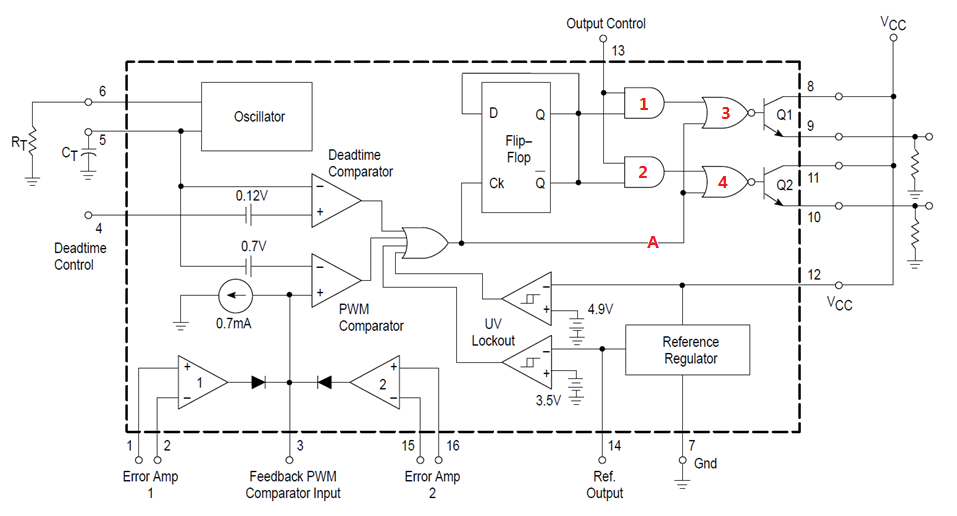 Output Control
13
VCC
6
Oscillator
RT
5
CT
D
Q
Flip–
Flop
Ck
Q
1
2
3
4
8
Q1
9
11
Q2
10
Deadtime
Comparator
0.12V
4
Deadtime
Control
0.7V
A
PWM
Comparator
0.7mA
12
VCC
4.9V
UV
Lockout
Reference
Regulator
3.5V
1
2
1
2
3
15
16
14
7
Gnd
Error Amp
1
Feedback PWM
Comparator Input
Error Amp
2
Ref.
Output